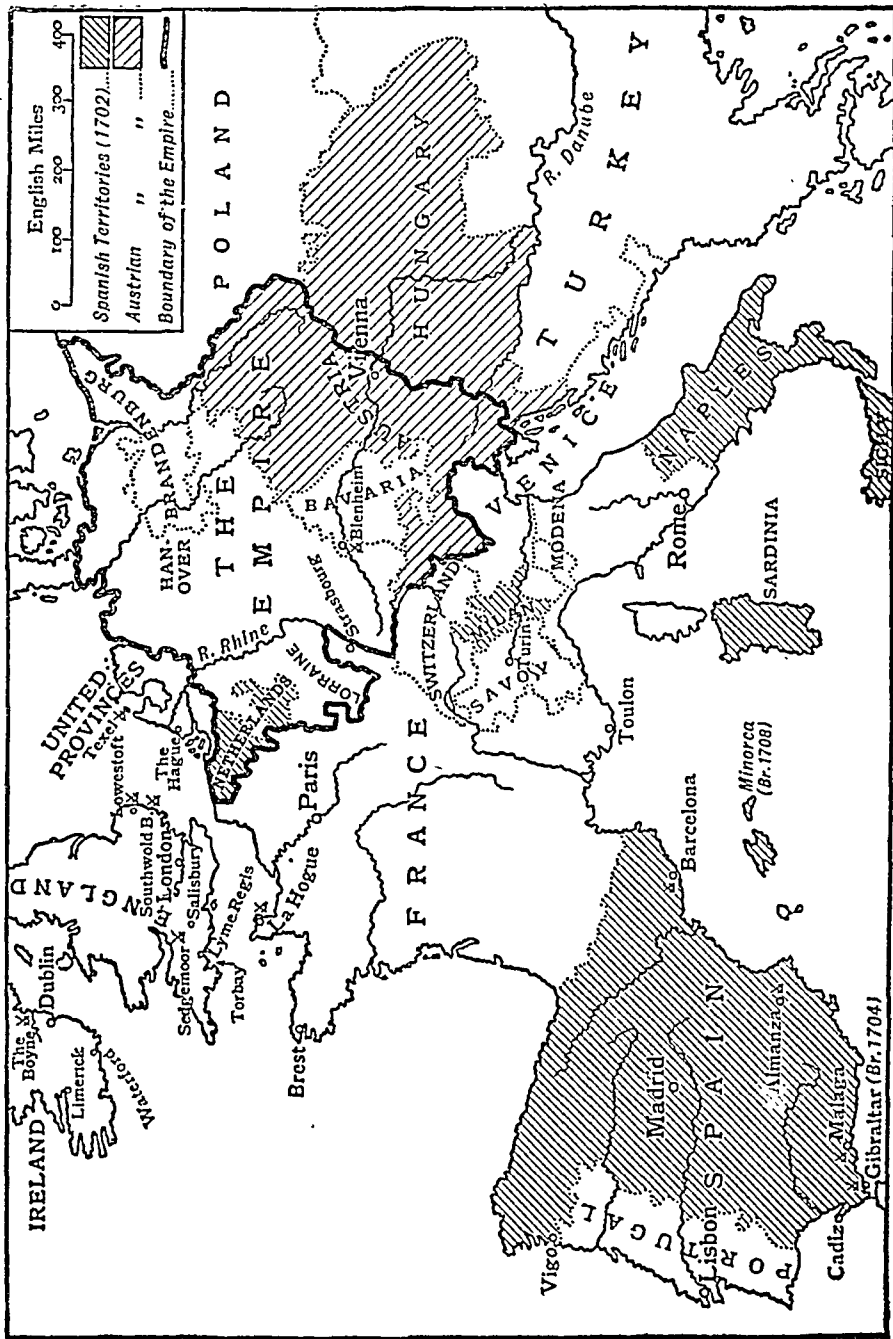 English Miles
0 100 200 300 400
Spanish Territories (1702)
Austrian " "
Boundary of the Empire
IRELAND
The Boyne
Dublin
Limerick
Waterford
ENGLAND
Lowestoft
Southwold B.
London
Sedgemoor
Salisbury
Lyme Regis
Torbay
UNITED PROVINCES
Texel
The Hague
NETHERLANDS
HAN-
OVER
BRANDENBURG
POLAND
THE
EMPIRE
R. Rhine
LORRAINE
Strasbourg
Blenheim
BAVARIA
AUSTRIA
Vienna
HUNGARY
R. Danube
TURKEY
La Hogue
Paris
Brest
FRANCE
SWITZERLAND
SAVOY
Turin
MILAN
MODENA
VENICE
Toulon
Rome
NAPLES
SARDINIA
SICILY
Minorca
(Br. 1708)
Barcelona
Vigo
PORTUGAL
Lisbon
SPAIN
Madrid
Almanza
Malaga
Cadiz
Gibraltar (Br. 1704)